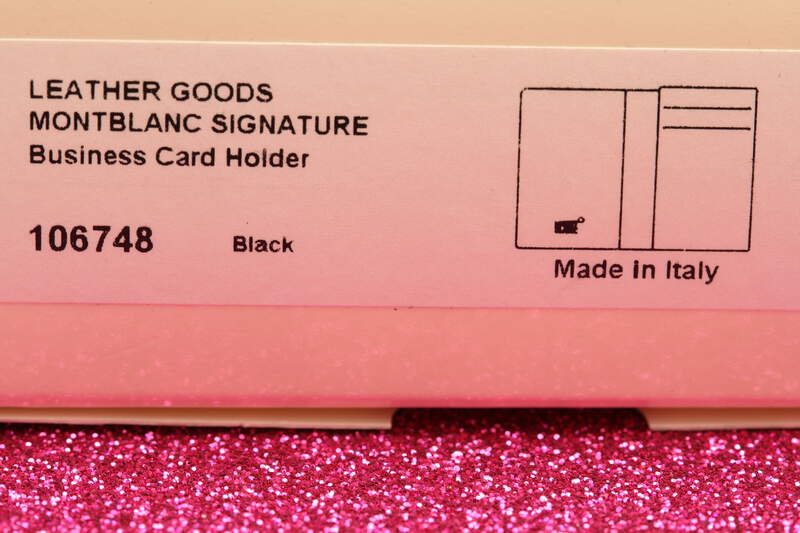 LEATHER GOODS
MONTBLANC SIGNATURE
Business Card Holder
106748 Black
Made in Italy